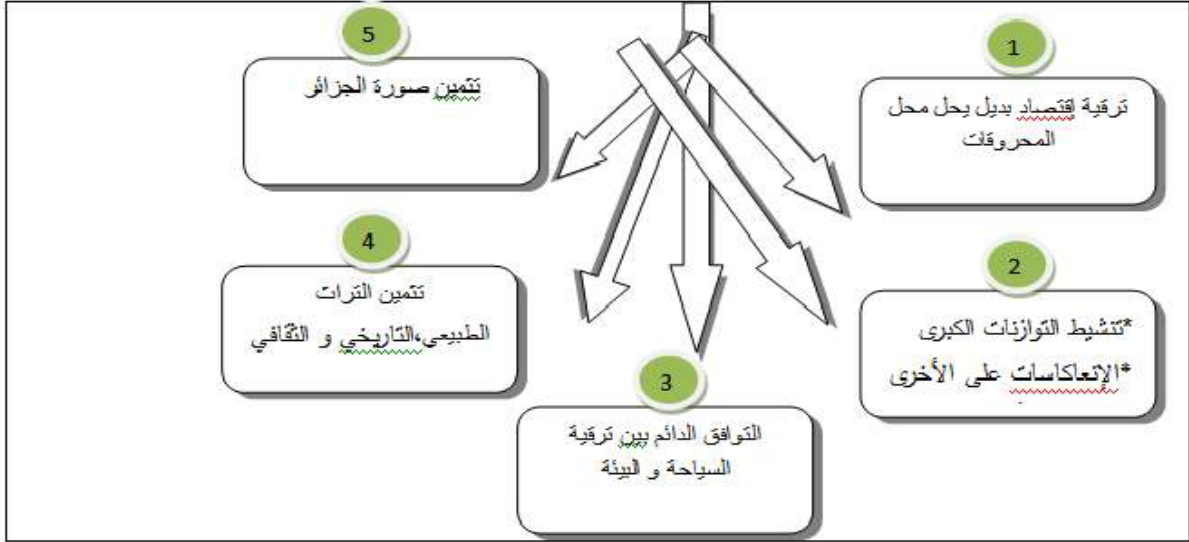 1
ترقية إقتصاد بديل يحل محل
المحروقات
2
*تنشيط التوازنات الكبرى
*الإنعاكاسات على الأخرى
3
التوافق الدائم بين ترقية
السياحة و البيئة
4
تثمين التراث
الطبيعي،التاريخي و الثقافي
5
تثمين صورة الجزائر